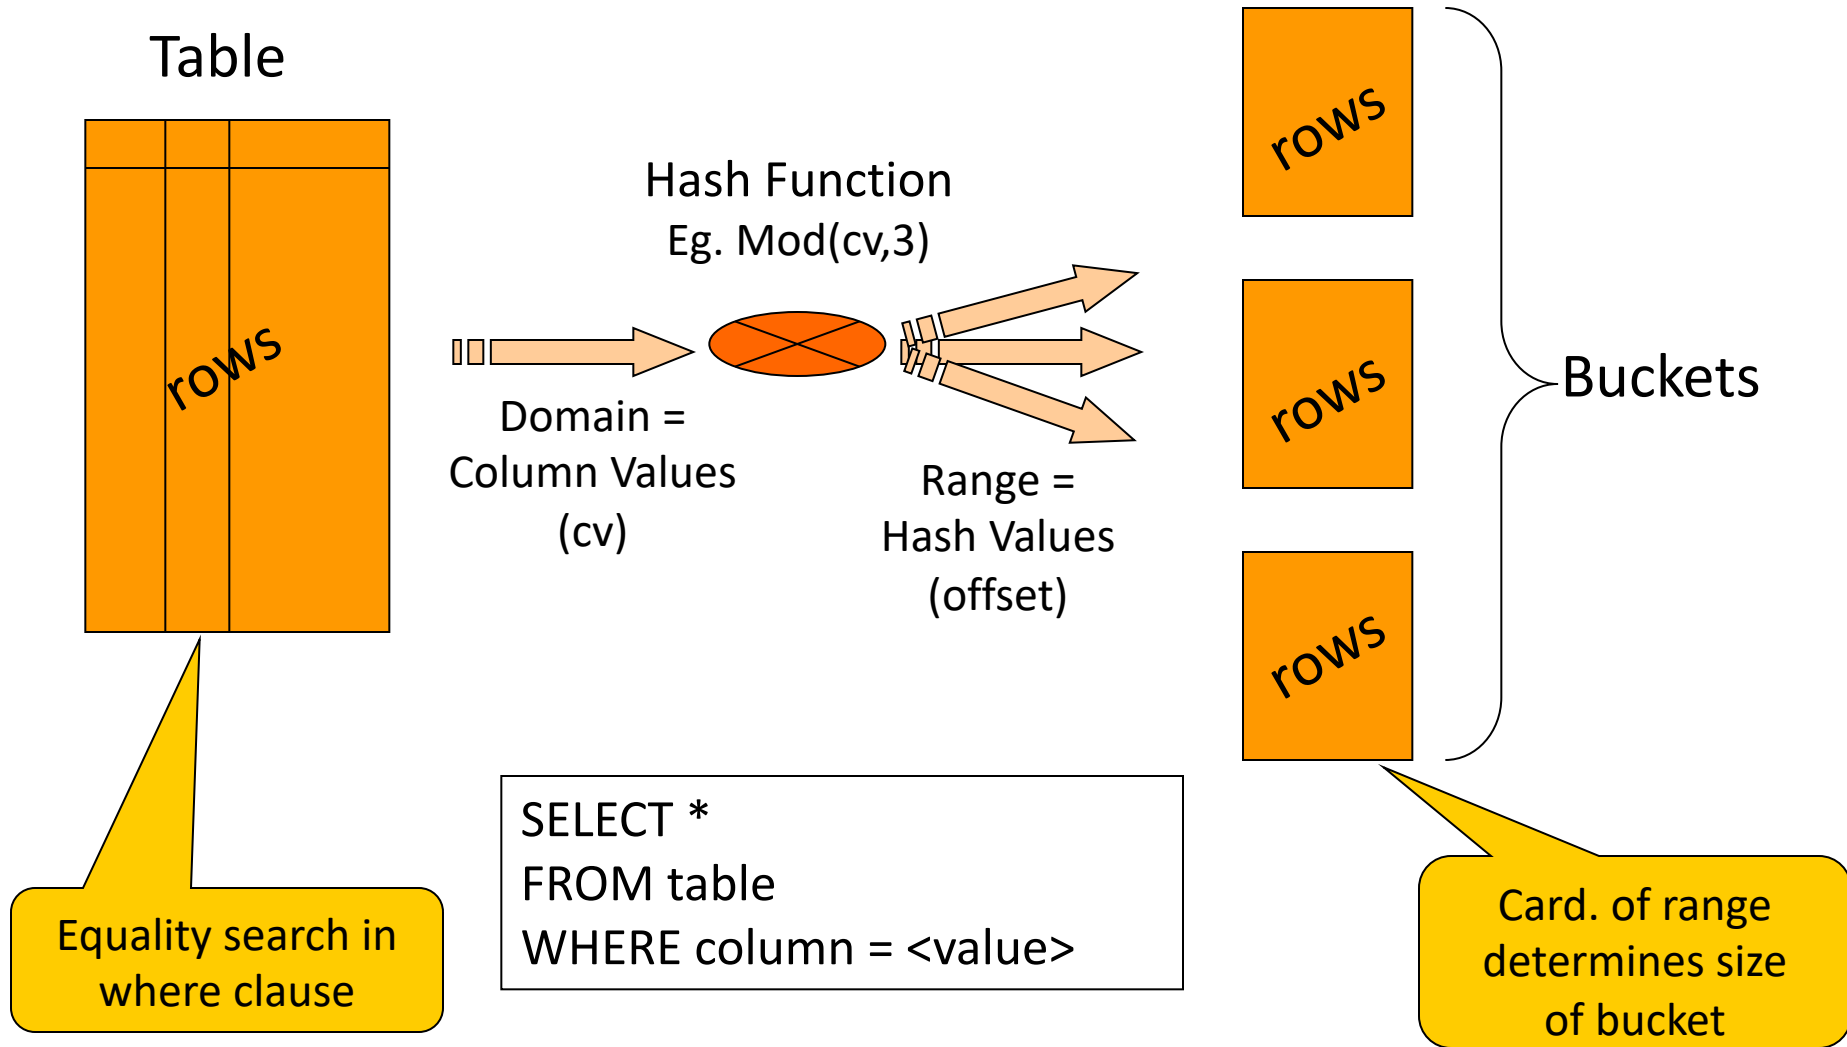 Table
rows
Hash Function
Eg. Mod(cv,3)
Domain =
Column Values
(cv)
Range =
Hash Values
(offset)
rows
rows
rows
Buckets
Equality search in
where clause
SELECT *
FROM table
WHERE column = <value>
Card. of range
determines size
of bucket